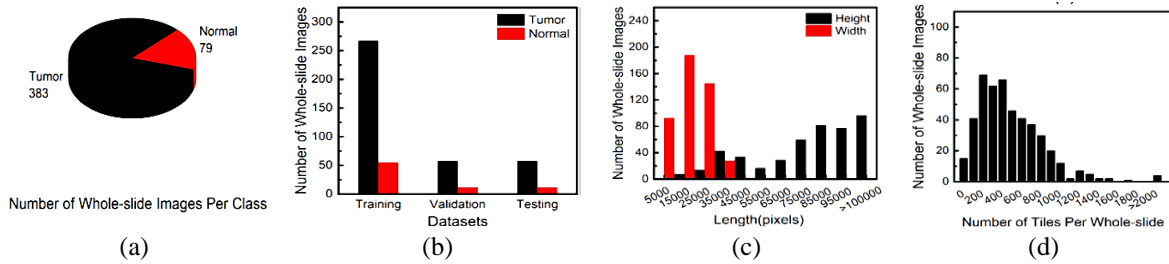 Normal
79
Tumor
383
Number of Whole-slide Images Per Class
(a)
Number of Whole-slide Images
300
250
200
150
100
50
0
Tumor
Normal
Training Validation Testing
Datasets
(b)
Number of Whole-slide Images
240
200
160
120
80
40
0
Height
Width
5000 15000 25000 35000 45000 55000 65000 75000 85000 95000 >100000
Length(pixels)
(c)
Number of Whole-slide Images
100
80
60
40
20
0
0 200 400 600 800 1000 1200 1400 1600 1800 >2000
Number of Tiles Per Whole-slide
(d)